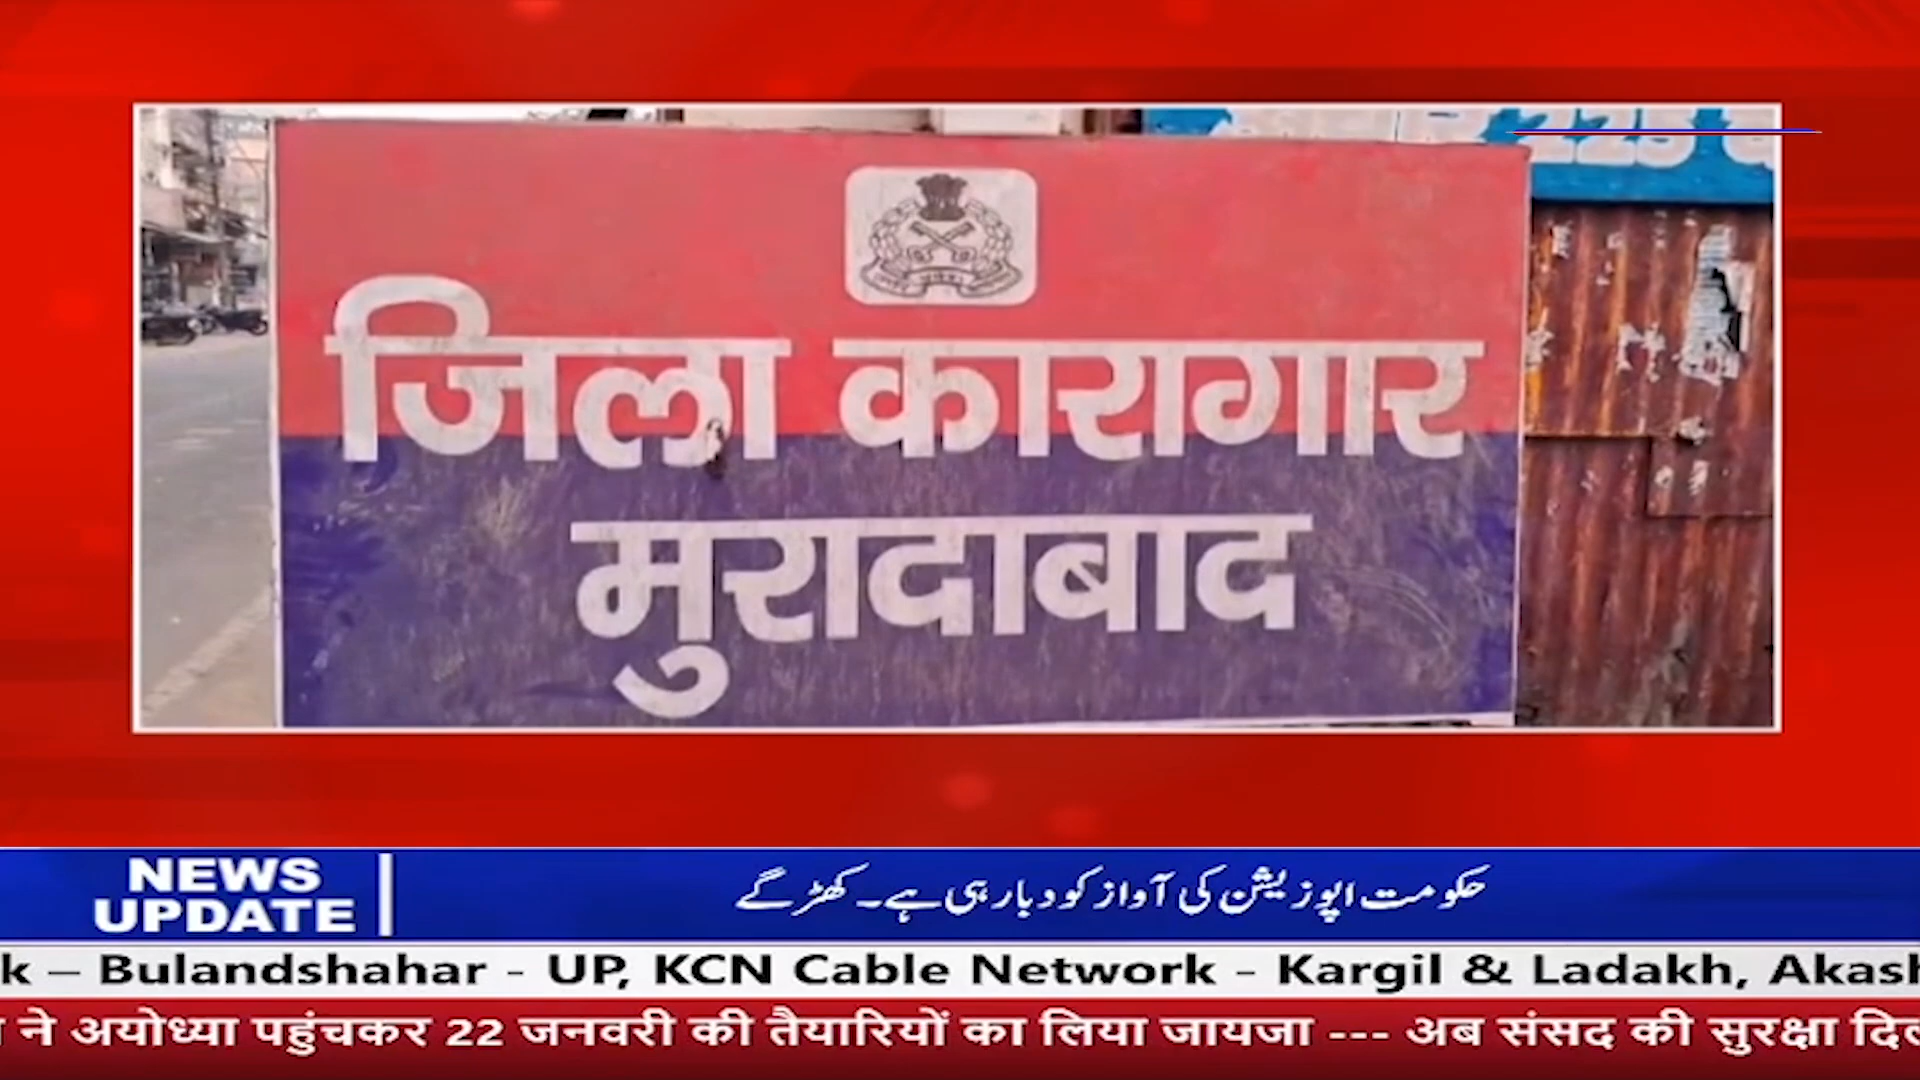 225
जिला कारागार
मुरादाबाद
NEWS
UPDATE
حکومت اپوزیشن کی آواز کو دبا رہی ہے۔ کھڑگے
k – Bulandshahar - UP, KCN Cable Network - Kargil & Ladakh, Akash
ने अयोध्या पहुंचकर 22 जनवरी की तैयारियों का लिया जायजा --- अब संसद की सुरक्षा